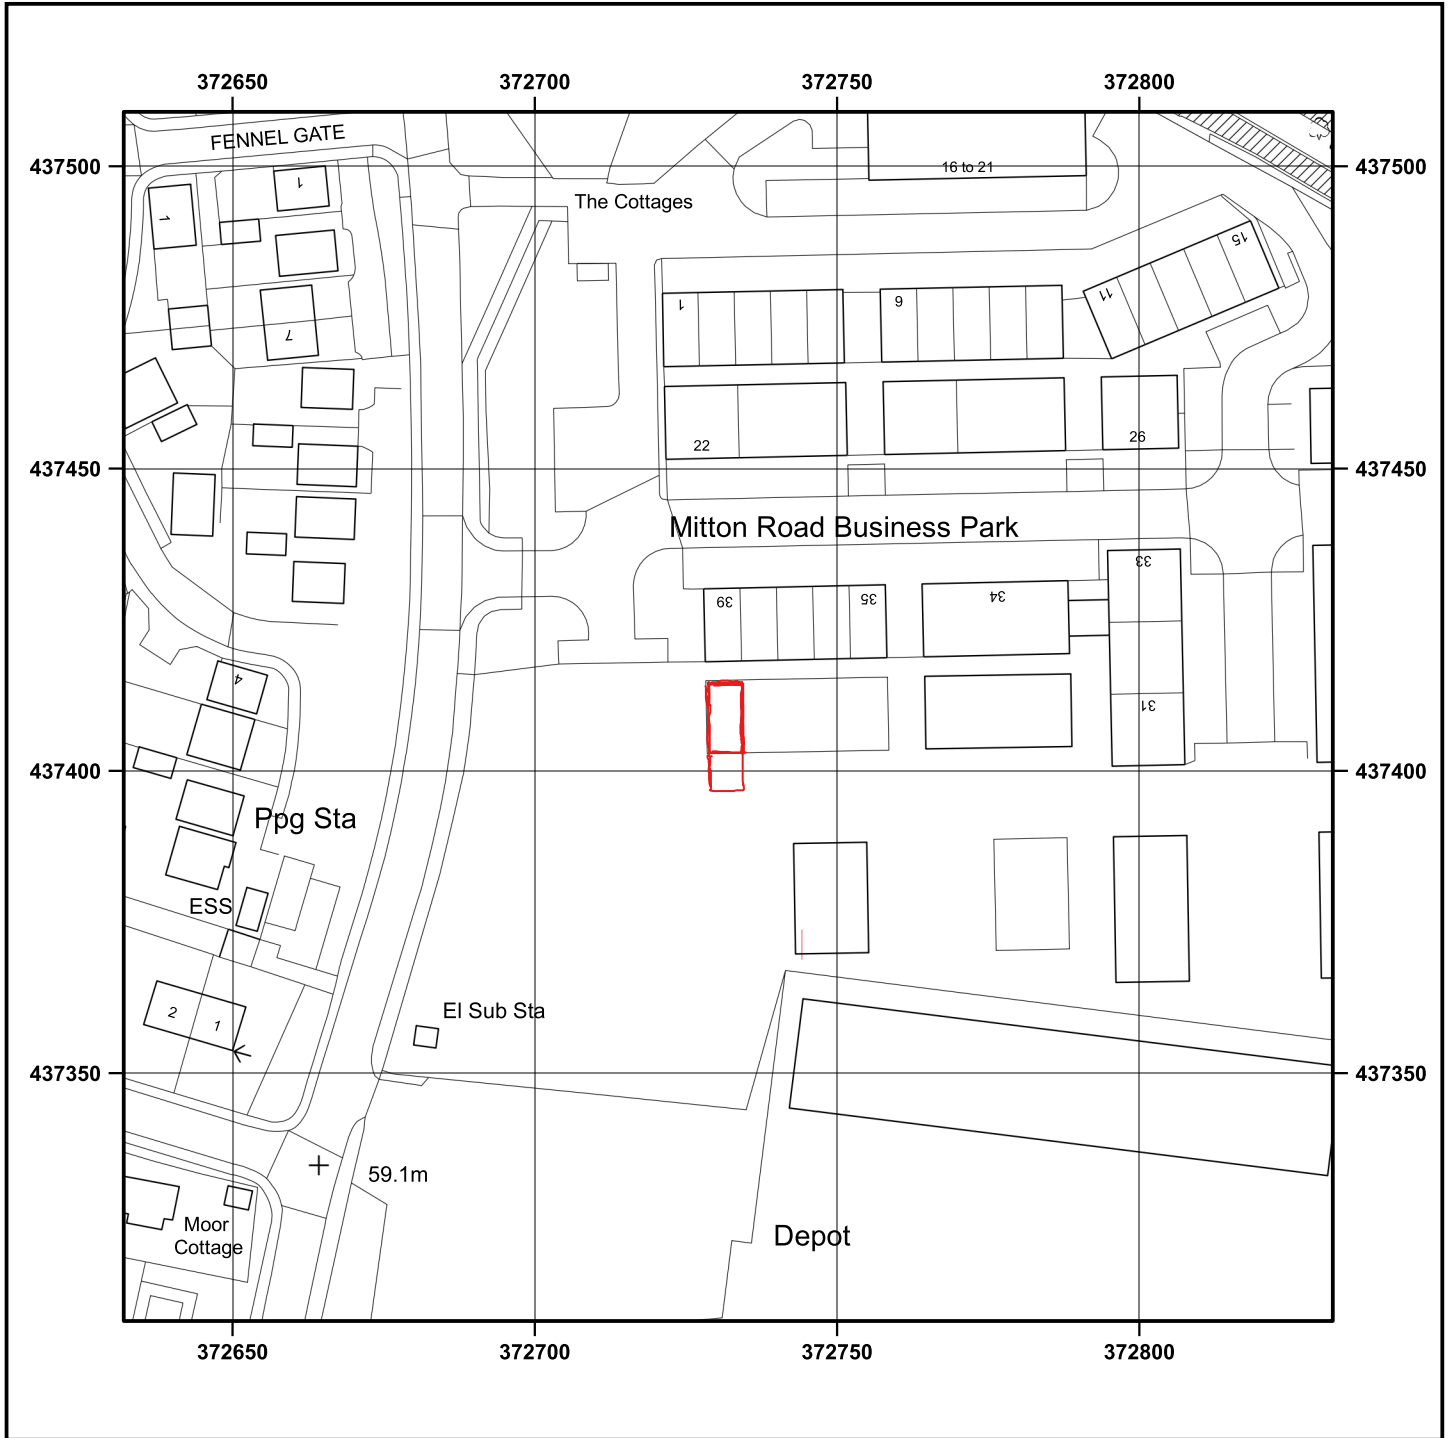 372650 372700 372750 372800
437500 437500
FENNEL GATE
1
1
16 to 21
The Cottages
15
11
1
6
7
22
26
437450 437450
Mitton Road Business Park
33
39
35
34
4
31
437400 437400
Ppg Sta
ESS
2
1
El Sub Sta
437350 437350
59.1m
Moor
Cottage
Depot
372650 372700 372750 372800